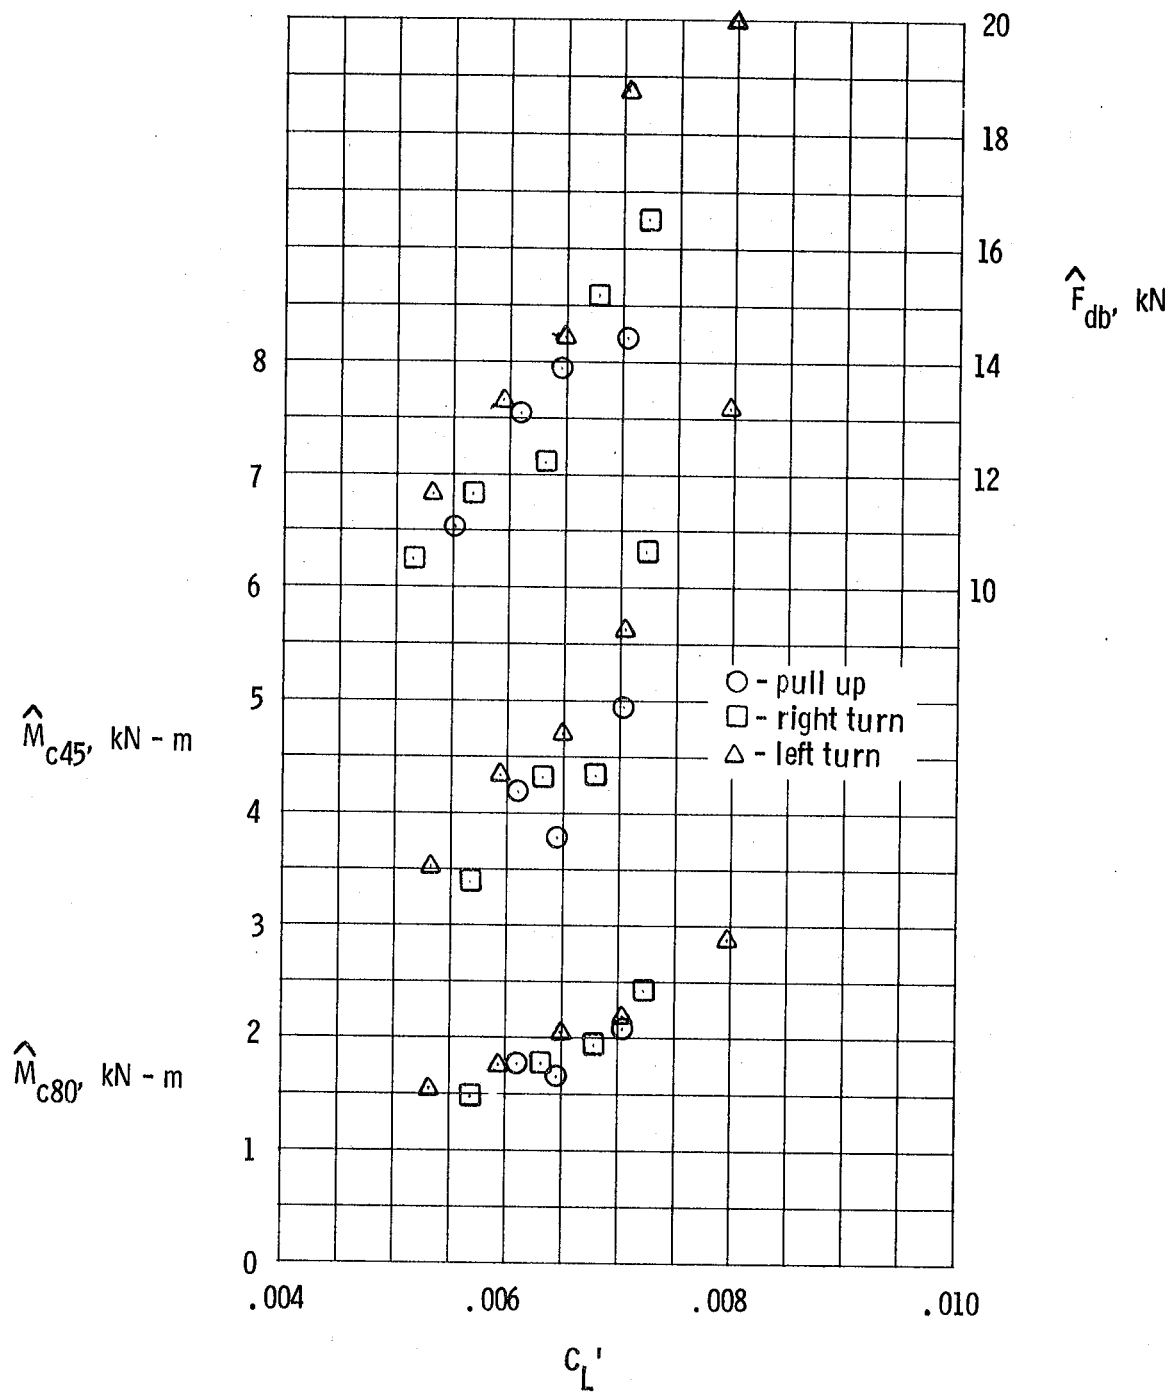 20
18
16
F̂db, kN
8
14
7
12
6
10
○ - pull up
□ - right turn
△ - left turn
5
M̂c45, kN - m
4
3
2
M̂c80, kN - m
1
0
.004
.006
.008
.010
CL'